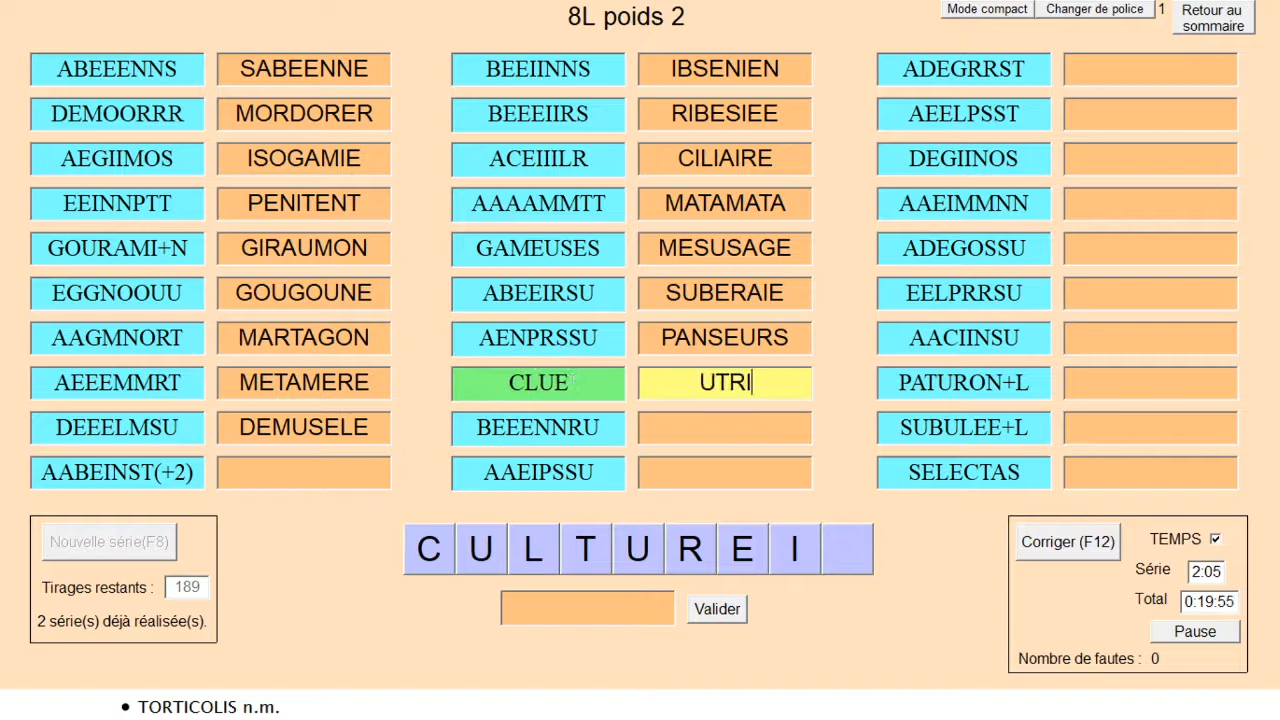 8L poids 2
Mode compact Changer de police 1 Retour au sommaire
ABEEENNS SABEENNE BEEIINNS IBSENIEN ADEGRRST
DEMOORRR MORDORER BEEEIIRS RIBESIEE AEELPSST
AEGIIMOS ISOGAMIE ACEIIILR CILIAIRE DEGIINOS
EEINNPTT PENITENT AAAAMMTT MATAMATA AAEIMMNN
GOURAMI+N GIRAUMON GAMEUSES MESUSAGE ADEGOSSU
EGGNOOUU GOUGOUNE ABEEIRSU SUBERAIE EELPRRSU
AAGMNORT MARTAGON AENPRSSU PANSEURS AACIINSU
AEEEMMRT METAMERE CLUE UTRI PATURON+L
DEEELMSU DEMUSELE BEEENNRU SUBULEE+L
AABEINST(+2) AAEIPSSU SELECTAS
Nouvelle série(F8)
Tirages restants : 189
2 série(s) déjà réalisée(s).
C U L T U R E I
Valider
Corriger (F12) TEMPS
Série 2:05
Total 0:19:55
Pause
Nombre de fautes : 0
• TORTICOLIS n.m.